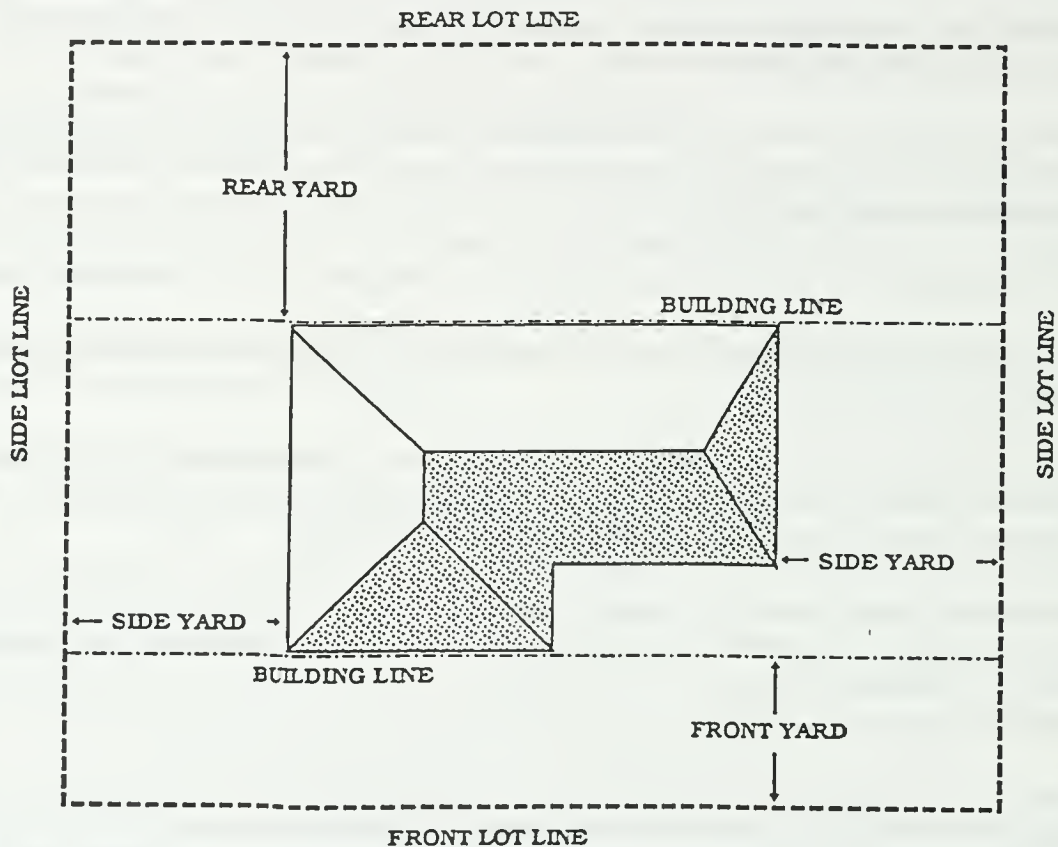 REAR LOT LINE
REAR YARD
BUILDING LINE
SIDE LIOT LINE
SIDE LOT LINE
SIDE YARD
SIDE YARD
BUILDING LINE
FRONT YARD
FRONT LOT LINE